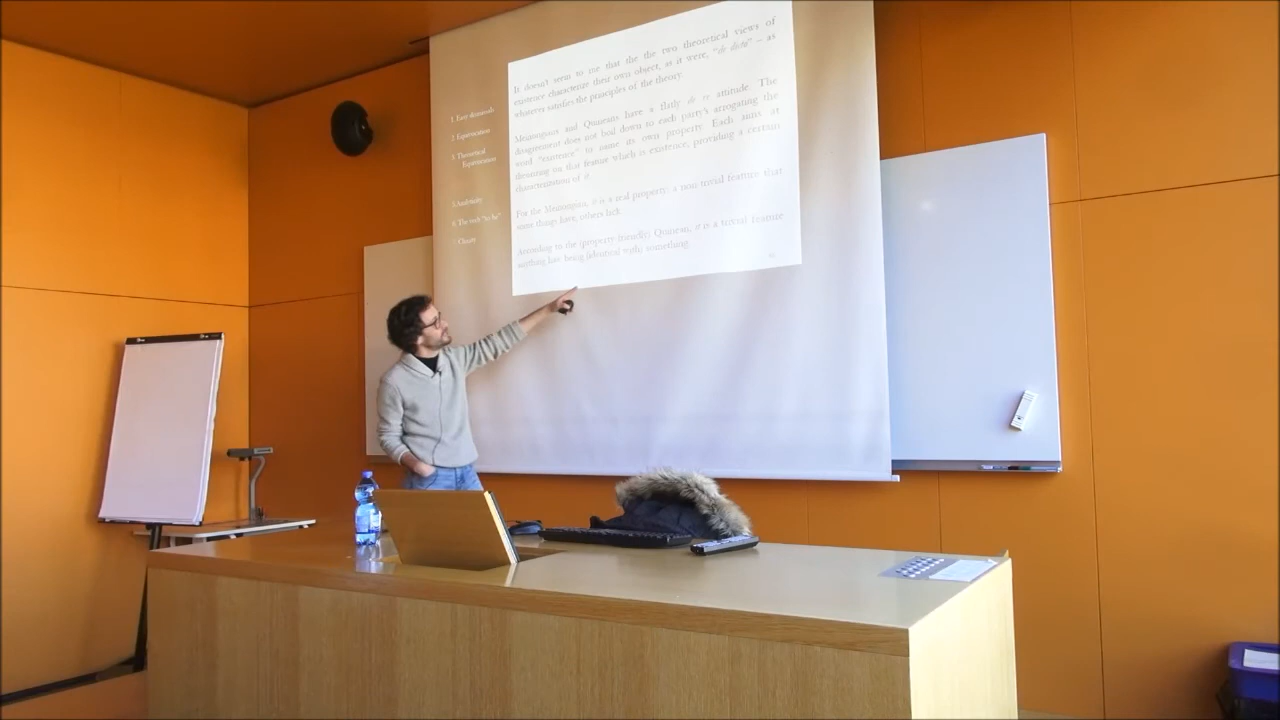 1. Easy dismissals
2. Equivocation
3. Theoretical
Equivocation
5. Analyticity
6. The verb "to be"
Closure
It doesn't seem to me that the the two theoretical views of
existence characterize their own object, as it were, "de dicto" – as
whatever satisfies the principles of the theory.
Meinongians and Quineans have a flatly de re attitude. The
disagreement does not boil down to each party's arrogating the
word "existence" to name its own property. Each aims at
theorizing on this feature which is existence, providing a certain
characterization of it.
For the Meinongian, it is a real property: a non-trivial feature that
some things have, others lack.
According to the (property-friendly) Quinean, it is a trivial feature
anything has: being (identical with) something.